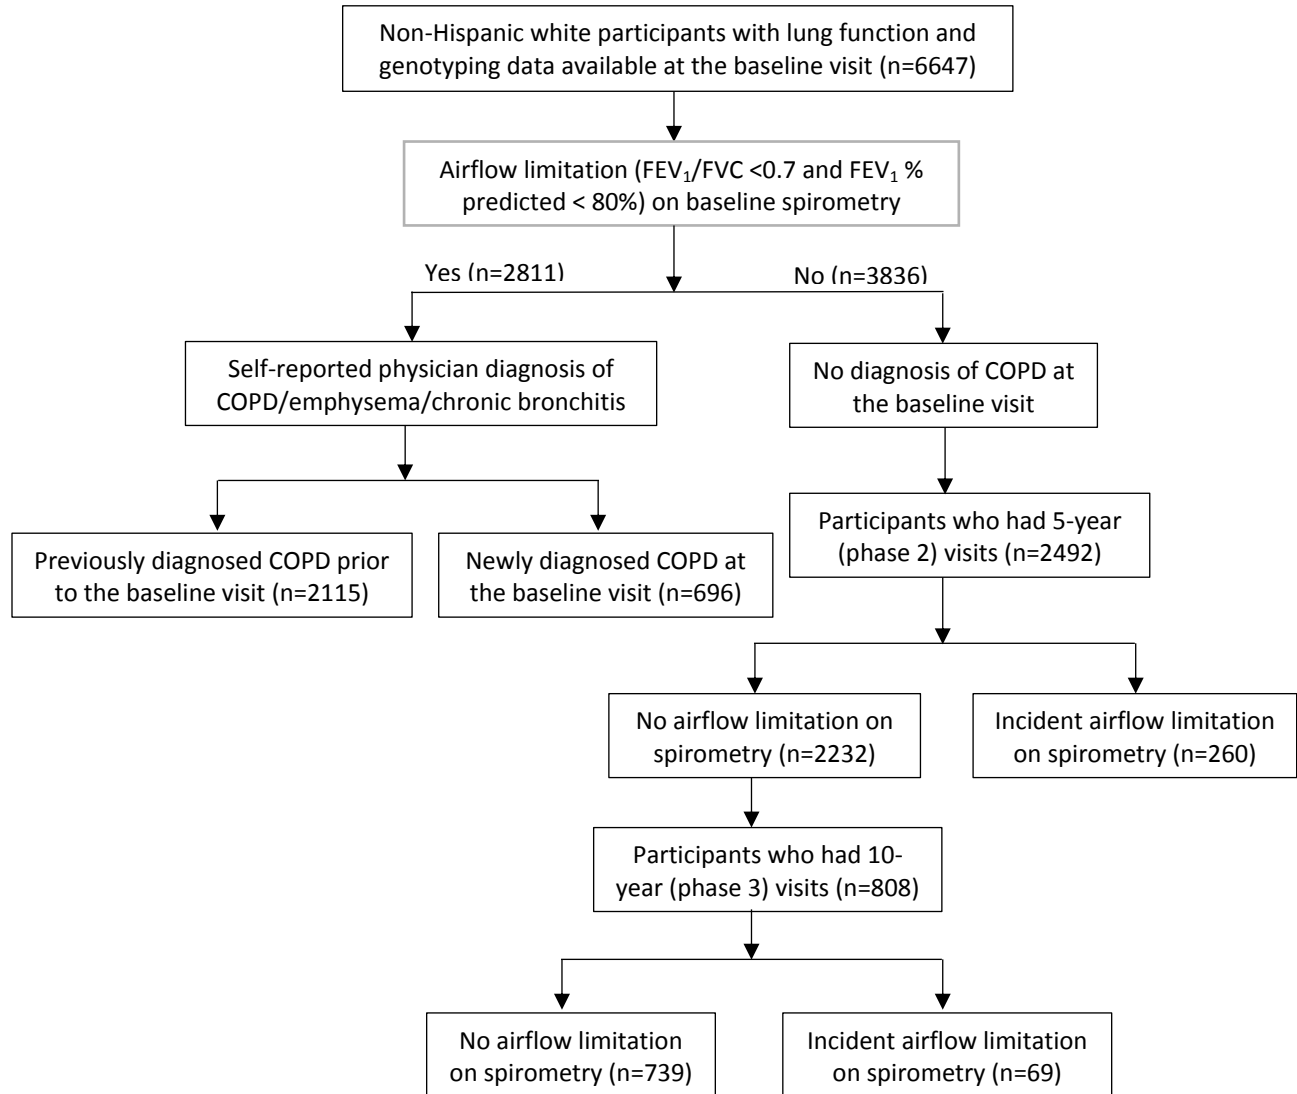 Non-Hispanic white participants with lung function and
genotyping data available at the baseline visit (n=6647)
Airflow limitation (FEV₁/FVC <0.7 and FEV₁ %
predicted < 80%) on baseline spirometry
Yes (n=2811)
No (n=3836)
Self-reported physician diagnosis of
COPD/emphysema/chronic bronchitis
No diagnosis of COPD at
the baseline visit
Previously diagnosed COPD prior
to the baseline visit (n=2115)
Newly diagnosed COPD at
the baseline visit (n=696)
Participants who had 5-year
(phase 2) visits (n=2492)
No airflow limitation on
spirometry (n=2232)
Incident airflow limitation
on spirometry (n=260)
Participants who had 10-
year (phase 3) visits (n=808)
No airflow limitation
on spirometry (n=739)
Incident airflow limitation
on spirometry (n=69)